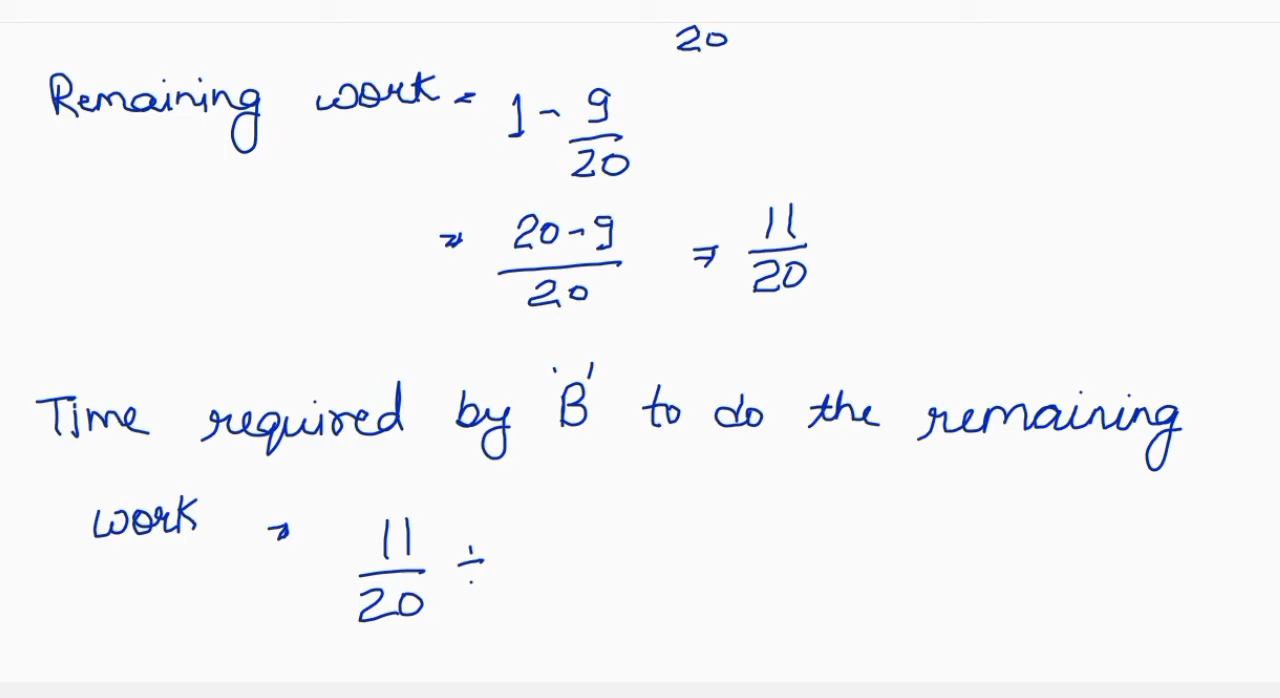 20
Remaining work = 1 - 9/20
= 20-9/20 = 11/20
Time required by 'B' to do the remaining
work = 11/20 ÷